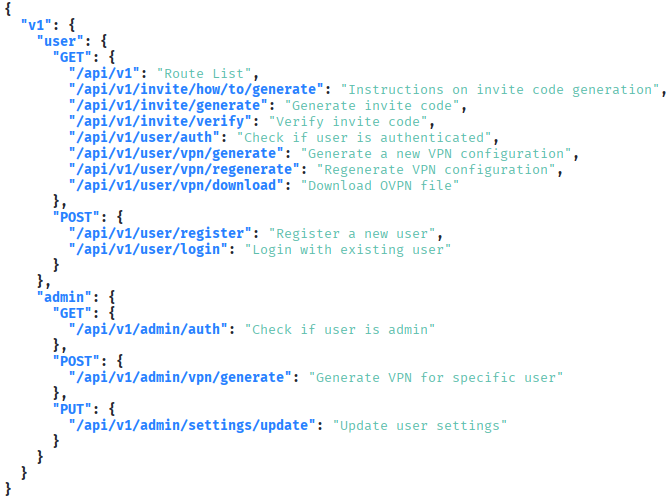 {
  "v1": {
    "user": {
      "GET": {
        "/api/v1": "Route List",
        "/api/v1/invite/how/to/generate": "Instructions on invite code generation",
        "/api/v1/invite/generate": "Generate invite code",
        "/api/v1/invite/verify": "Verify invite code",
        "/api/v1/user/auth": "Check if user is authenticated",
        "/api/v1/user/vpn/generate": "Generate a new VPN configuration",
        "/api/v1/user/vpn/regenerate": "Regenerate VPN configuration",
        "/api/v1/user/vpn/download": "Download OVPN file"
      },
      "POST": {
        "/api/v1/user/register": "Register a new user",
        "/api/v1/user/login": "Login with existing user"
      }
    },
    "admin": {
      "GET": {
        "/api/v1/admin/auth": "Check if user is admin"
      },
      "POST": {
        "/api/v1/admin/vpn/generate": "Generate VPN for specific user"
      },
      "PUT": {
        "/api/v1/admin/settings/update": "Update user settings"
      }
    }
  }
}